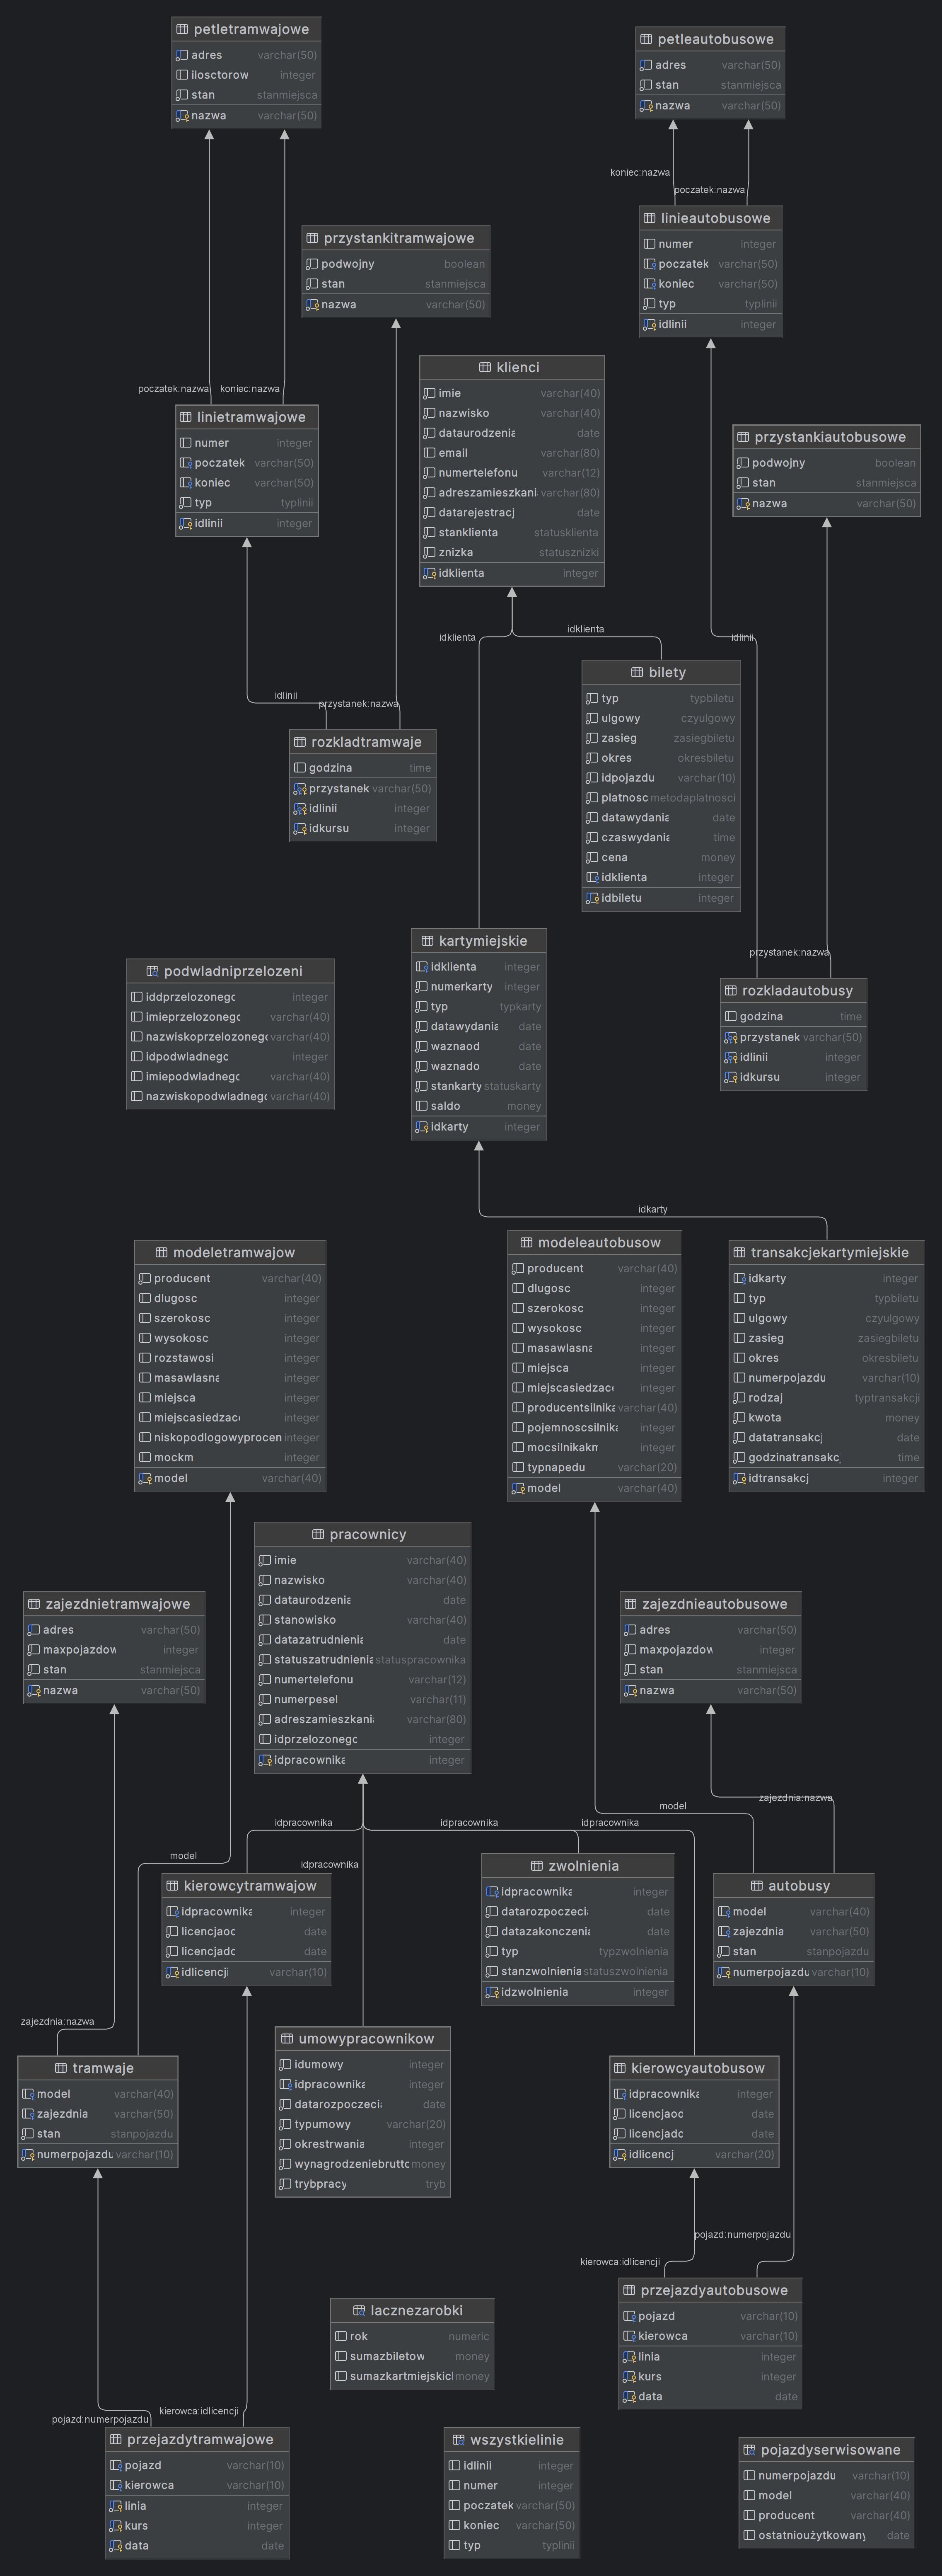 petletramwajowe
adres varchar(50)
ilosctorow integer
stan stanmiejsca
nazwa varchar(50)
petleautobusowe
adres varchar(50)
stan stanmiejsca
nazwa varchar(50)
koniec:nazwa
poczatek:nazwa
linieautobusowe
numer integer
poczatek varchar(50)
koniec varchar(50)
typ typlinii
idlinii integer
przystankitramwajowe
podwojny boolean
stan stanmiejsca
nazwa varchar(50)
klienci
imie varchar(40)
nazwisko varchar(40)
dataurodzenia date
email varchar(80)
numertelefonu varchar(12)
adreszamieszkani varchar(80)
datarejestracj date
stanklienta statusklienta
znizka statusznizki
idklienta integer
poczatek:nazwa koniec:nazwa
linietramwajowe
numer integer
poczatek varchar(50)
koniec varchar(50)
typ typlinii
idlinii integer
przystankiautobusowe
podwojny boolean
stan stanmiejsca
nazwa varchar(50)
idklienta
idklienta
idlinii
bilety
typ typbiletu
ulgowy czyulgowy
zasieg zasiegbiletu
okres okresbiletu
idpojazdu varchar(10)
platnosc metodaplatnosci
datawydania date
czaswydania time
cena money
idklienta integer
idbiletu integer
idlinii
przystanek:nazwa
rozkladtramwaje
godzina time
przystanek varchar(50)
idlinii integer
idkursu integer
kartymiejskie
idklienta integer
numerkarty integer
typ typkarty
datawydania date
waznaod date
waznado date
stankarty statuskarty
saldo money
idkarty integer
przystanek:nazwa
rozkladautobusy
godzina time
przystanek varchar(50)
idlinii integer
idkursu integer
podwladniprzelozeni
iddprzelozonego integer
imieprzelozonego varchar(40)
nazwiskoprzelozonego varchar(40)
idpodwladnego integer
imiepodwladnego varchar(40)
nazwiskopodwladnego varchar(40)
idkarty
modeletramwajow
producent varchar(40)
dlugosc integer
szerokosc integer
wysokosc integer
rozstawosi integer
masawlasna integer
miejsca integer
miejscasiedzace integer
niskopodlogowyprocent integer
mockm integer
model varchar(40)
modeleautobusow
producent varchar(40)
dlugosc integer
szerokosc integer
wysokosc integer
masawlasna integer
miejsca integer
miejscasiedzace integer
producentsilnika varchar(40)
pojemnoscsilnika integer
mocsilnikakm integer
typnapedu varchar(20)
model varchar(40)
transakcjekartymiejskie
idkarty integer
typ typbiletu
ulgowy czyulgowy
zasieg zasiegbiletu
okres okresbiletu
numerpojazdu varchar(10)
rodzaj typtransakcji
kwota money
datatransakcj date
godzinatransakc time
idtransakcj integer
pracownicy
imie varchar(40)
nazwisko varchar(40)
dataurodzenia date
stanowisko varchar(40)
datazatrudnienia date
statuszatrudnienia statuspracownika
numertelefonu varchar(12)
numerpesel varchar(11)
adreszamieszkani varchar(80)
idprzelozonego integer
idpracownika integer
zajezdnietramwajowe
adres varchar(50)
maxpojazdow integer
stan stanmiejsca
nazwa varchar(50)
zajezdnieautobusowe
adres varchar(50)
maxpojazdow integer
stan stanmiejsca
nazwa varchar(50)
zajezdnia:nazwa
model
idpracownika
idpracownika
idpracownika
model
idpracownika
kierowcytramwajow
idpracownika integer
licencjaod date
licencjado date
idlicencji varchar(10)
zwolnienia
idpracownika integer
datarozpoczeci date
datazakonczenia date
typ typzwolnienia
stanzwolnienia statuszwolnienia
idzwolnienia integer
autobusy
model varchar(40)
zajezdnia varchar(50)
stan stanpojazdu
numerpojazdu varchar(10)
zajezdnia:nazwa
tramwaje
model varchar(40)
zajezdnia varchar(50)
stan stanpojazdu
numerpojazdu varchar(10)
umowypracownikow
idumowy integer
idpracownika integer
datarozpoczeci date
typumowy varchar(20)
okrestrwania integer
wynagrodzeniebrutto money
trybpracy tryb
kierowcyautobusow
idpracownika integer
licencjaod date
licencjado date
idlicencji varchar(20)
pojazd:numerpojazdu
kierowca:idlicencji
przejazdyautobusowe
pojazd varchar(10)
kierowca varchar(10)
linia integer
kurs integer
data date
lacznezarobki
rok numeric
sumazbiletow money
sumazkartmiejskich money
kierowca:idlicencji
pojazd:numerpojazdu
przejazdytramwajowe
pojazd varchar(10)
kierowca varchar(10)
linia integer
kurs integer
data date
wszystkielinie
idlinii integer
numer integer
poczatek varchar(50)
koniec varchar(50)
typ typlinii
pojazdyserwisowane
numerpojazdu varchar(10)
model varchar(40)
producent varchar(40)
ostatnioużytkowany date